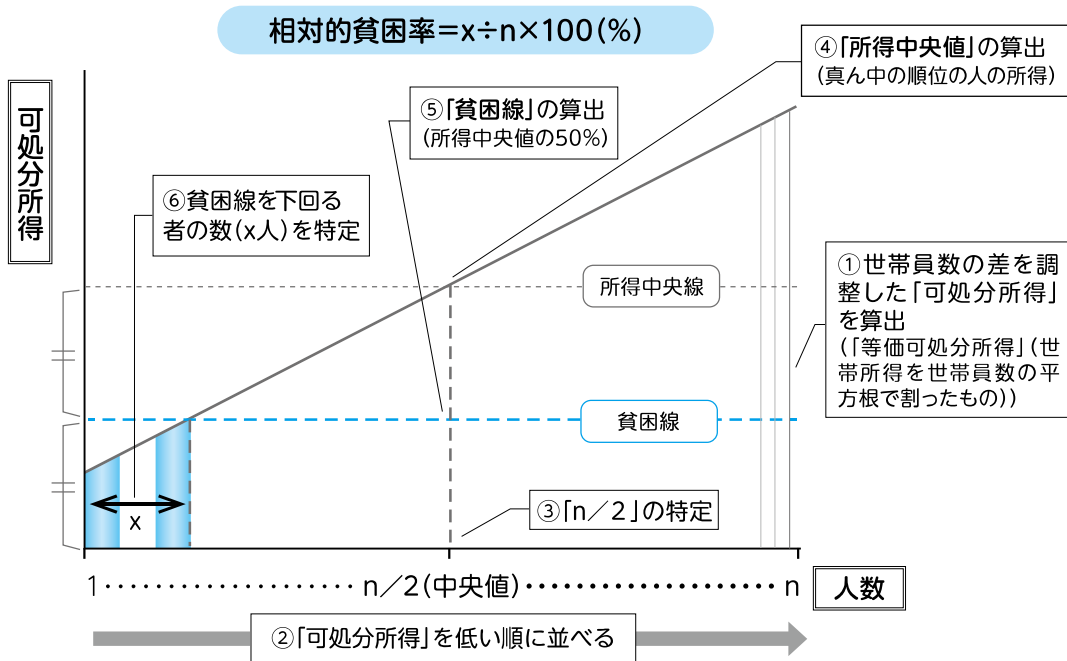 相対的貧困率＝x÷n×100(%)
④「所得中央値」の算出
(真ん中の順位の人の所得)
⑤「貧困線」の算出
(所得中央値の50%)
可処分所得
⑥貧困線を下回る
者の数(x人)を特定
所得中央線
①世帯員数の差を調
整した「可処分所得」
を算出
(「等価可処分所得」(世
帯所得を世帯員数の平
方根で割ったもの))
貧困線
x
③「n／2」の特定
1 ‥‥‥‥‥‥‥‥‥ n／2(中央値) ‥‥‥‥‥‥‥‥‥ n
人数
②「可処分所得」を低い順に並べる